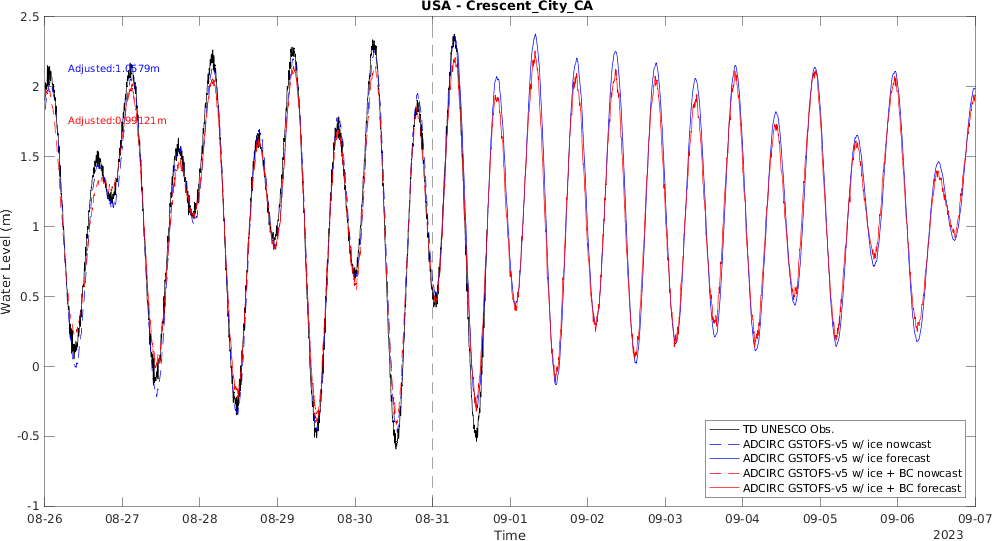 USA - Crescent_City_CA
2.5
2
1.5
1
0.5
0
-0.5
-1
Water Level (m)
Adjusted:1.0579m
Adjusted:0.99121m
TD UNESCO Obs.
ADCIRC GSTOFS-v5 w/ ice nowcast
ADCIRC GSTOFS-v5 w/ ice forecast
ADCIRC GSTOFS-v5 w/ ice + BC nowcast
ADCIRC GSTOFS-v5 w/ ice + BC forecast
08-26 08-27 08-28 08-29 08-30 08-31 09-01 09-02 09-03 09-04 09-05 09-06 09-07
Time
2023